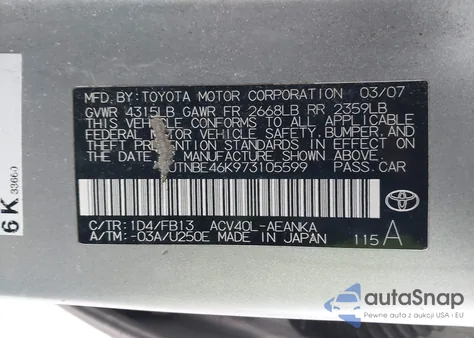 MFD. BY: TOYOTA MOTOR CORPORATION 03/07
GVWR 4315LB GAWR FR 2668LB RR 2359LB
THIS VEHICLE CONFORMS TO ALL APPLICABLE
FEDERAL MOTOR VEHICLE SAFETY, BUMPER, AND
THEFT PREVENTION STANDARDS IN EFFECT ON
THE DATE OF MANUFACTURE SHOWN ABOVE.
JTNBE46K973105599 PASS. CAR
C/TR: 1D4/FB13 ACV40L-AEANKA
A/TM: -03A/U250E MADE IN JAPAN
115 A
TOYOTA
6K 33660
autoSnap
Pewne auta z aukcji USA i EU